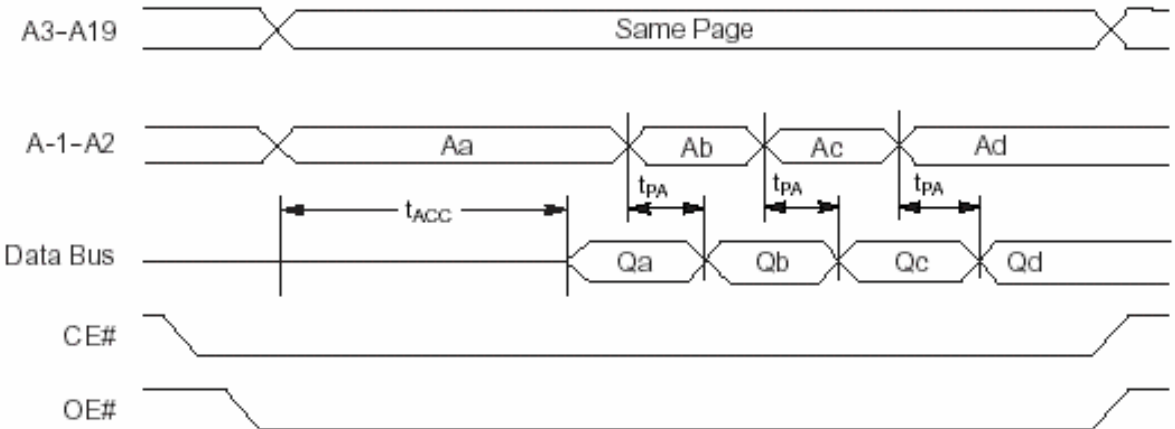 A3-A19 Same Page
A-1-A2 Aa Ab Ac Ad
tACC tPA tPA tPA
Data Bus Qa Qb Qc Qd
CE#
OE#